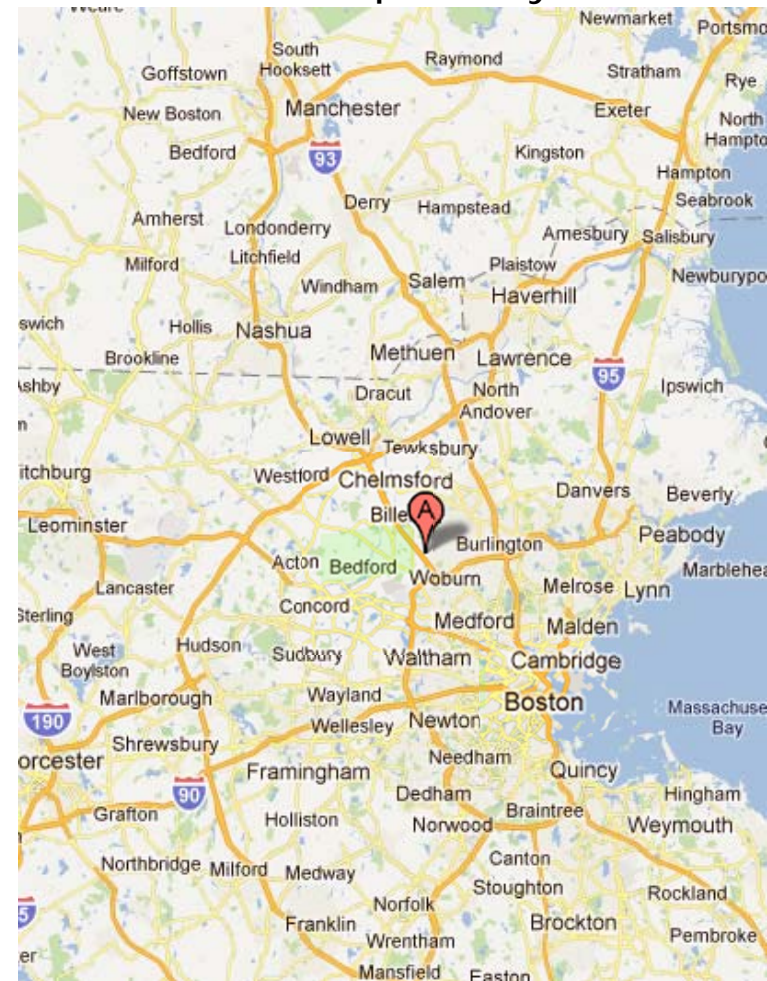 Newmarket
Portsmo
South
Hooksett
Raymond
Goffstown
Stratham
Rye
New Boston
Manchester
Exeter
North
Hampto
Bedford
93
Kingston
Hampton
Derry
Hampstead
Seabrook
Amherst
Londonderry
Amesbury
Salisbury
Litchfield
Milford
Plaistow
Windham
Salem
Newburypo
Haverhill
swich
Hollis
Nashua
Brookline
Methuen
Lawrence
95
Ashby
Dracut
North
Andover
Ipswich
Lowell
Tewksbury
itchburg
Westford
Chelmsford
Danvers
Beverly
A
Bille
Leominster
Burlington
Peabody
Acton
Bedford
Woburn
Marblehea
Lancaster
Melrose
Lynn
Concord
Sterling
Medford
Malden
West
Boylston
Hudson
Sudbury
Waltham
Cambridge
Marlborough
Wayland
Boston
Massachuse
Bay
190
Wellesley
Newton
Shrewsbury
orcester
Needham
Framingham
Quincy
90
Dedham
Hingham
Grafton
Holliston
Braintree
Norwood
Weymouth
Canton
Northbridge
Milford
Medway
Stoughton
Rockland
Norfolk
5
Franklin
Brockton
Wrentham
Pembroke
er
Mansfield
Easton